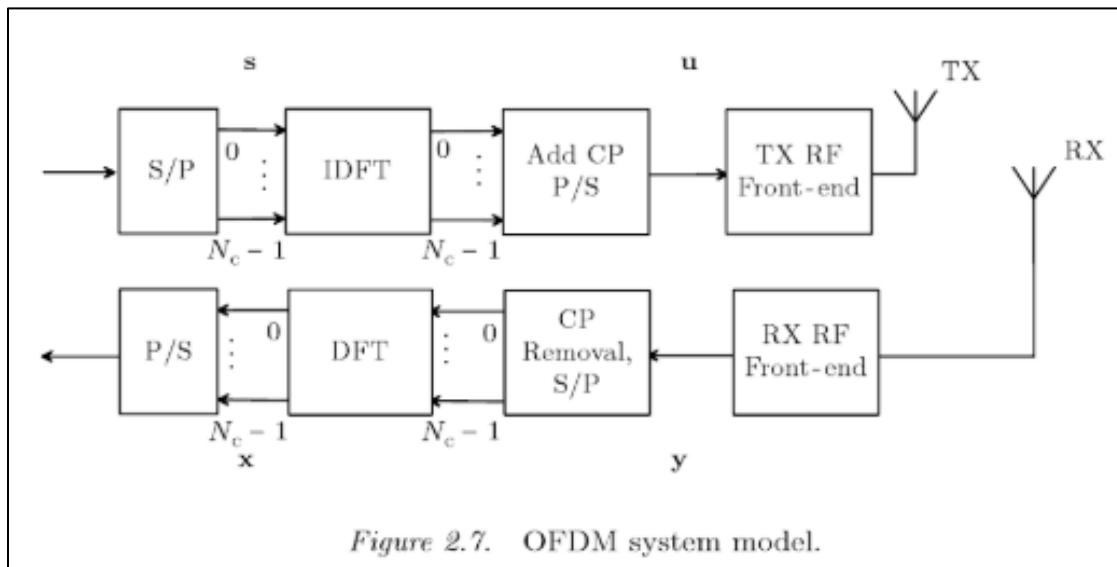 s
u
TX
RX
S/P
0
⋮
N_c − 1
IDFT
0
⋮
N_c − 1
Add CP
P/S
TX RF
Front-end
P/S
0
⋮
N_c − 1
DFT
0
⋮
N_c − 1
CP
Removal,
S/P
RX RF
Front-end
x
y
Figure 2.7. OFDM system model.